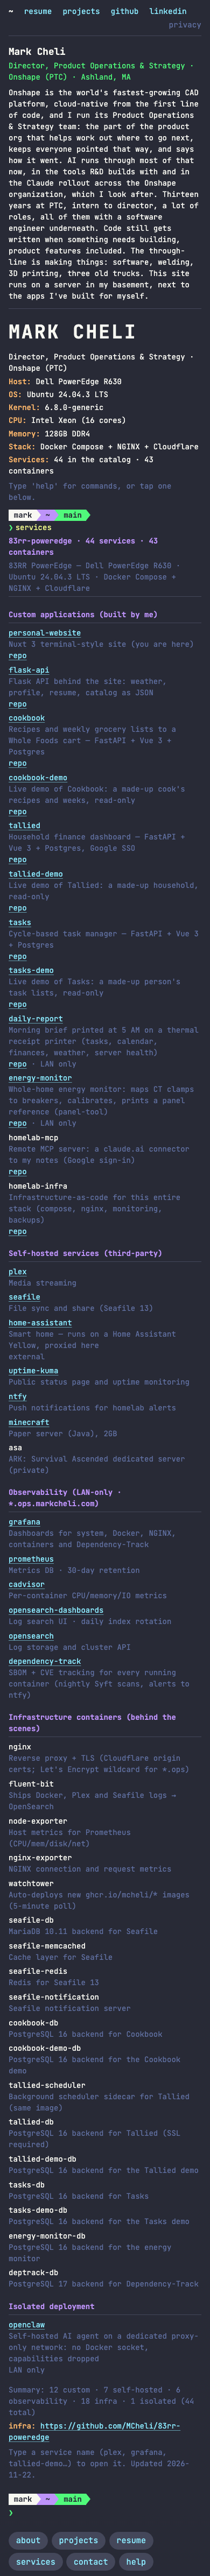 ~ resume projects github linkedin
privacy
Mark Cheli
Director, Product Operations & Strategy ·
Onshape (PTC) · Ashland, MA
Onshape is the world's fastest-growing CAD
platform, cloud-native from the first line
of code, and I run its Product Operations
& Strategy team: the part of the product
org that helps work out where to go next,
keeps everyone pointed that way, and says
how it went. AI runs through most of that
now, in the tools R&D builds with and in
the Claude rollout across the Onshape
organization, which I look after. Thirteen
years at PTC, intern to director, a lot of
roles, all of them with a software
engineer underneath. Code still gets
written when something needs building,
product features included. The through-
line is making things: software, welding,
3D printing, three old trucks. This site
runs on a server in my basement, next to
the apps I've built for myself.
MARK CHELI
Director, Product Operations & Strategy ·
Onshape (PTC)
Host: Dell PowerEdge R630
OS: Ubuntu 24.04.3 LTS
Kernel: 6.8.0-generic
CPU: Intel Xeon (16 cores)
Memory: 128GB DDR4
Stack: Docker Compose + NGINX + Cloudflare
Services: 44 in the catalog · 43
containers
Type 'help' for commands, or tap one
below.
mark ~ main
❯ services
83rr-poweredge · 44 services · 43
containers
83RR PowerEdge — Dell PowerEdge R630 ·
Ubuntu 24.04.3 LTS · Docker Compose +
NGINX + Cloudflare
Custom applications (built by me)
personal-website
Nuxt 3 terminal-style site (you are here)
repo
flask-api
Flask API behind the site: weather,
profile, resume, catalog as JSON
repo
cookbook
Recipes and weekly grocery lists to a
Whole Foods cart — FastAPI + Vue 3 +
Postgres
repo
cookbook-demo
Live demo of Cookbook: a made-up cook's
recipes and weeks, read-only
repo
tallied
Household finance dashboard — FastAPI +
Vue 3 + Postgres, Google SSO
repo
tallied-demo
Live demo of Tallied: a made-up household,
read-only
repo
tasks
Cycle-based task manager — FastAPI + Vue 3
+ Postgres
repo
tasks-demo
Live demo of Tasks: a made-up person's
task lists, read-only
repo
daily-report
Morning brief printed at 5 AM on a thermal
receipt printer (tasks, calendar,
finances, weather, server health)
repo · LAN only
energy-monitor
Whole-home energy monitor: maps CT clamps
to breakers, calibrates, prints a panel
reference (panel-tool)
repo · LAN only
homelab-mcp
Remote MCP server: a claude.ai connector
to my notes (Google sign-in)
repo
homelab-infra
Infrastructure-as-code for this entire
stack (compose, nginx, monitoring,
backups)
repo
Self-hosted services (third-party)
plex
Media streaming
seafile
File sync and share (Seafile 13)
home-assistant
Smart home — runs on a Home Assistant
Yellow, proxied here
external
uptime-kuma
Public status page and uptime monitoring
ntfy
Push notifications for homelab alerts
minecraft
Paper server (Java), 2GB
asa
ARK: Survival Ascended dedicated server
(private)
Observability (LAN-only ·
*.ops.markcheli.com)
grafana
Dashboards for system, Docker, NGINX,
containers and Dependency-Track
prometheus
Metrics DB · 30-day retention
cadvisor
Per-container CPU/memory/IO metrics
opensearch-dashboards
Log search UI · daily index rotation
opensearch
Log storage and cluster API
dependency-track
SBOM + CVE tracking for every running
container (nightly Syft scans, alerts to
ntfy)
Infrastructure containers (behind the
scenes)
nginx
Reverse proxy + TLS (Cloudflare origin
certs; Let's Encrypt wildcard for *.ops)
fluent-bit
Ships Docker, Plex and Seafile logs →
OpenSearch
node-exporter
Host metrics for Prometheus
(CPU/mem/disk/net)
nginx-exporter
NGINX connection and request metrics
watchtower
Auto-deploys new ghcr.io/mcheli/* images
(5-minute poll)
seafile-db
MariaDB 10.11 backend for Seafile
seafile-memcached
Cache layer for Seafile
seafile-redis
Redis for Seafile 13
seafile-notification
Seafile notification server
cookbook-db
PostgreSQL 16 backend for Cookbook
cookbook-demo-db
PostgreSQL 16 backend for the Cookbook
demo
tallied-scheduler
Background scheduler sidecar for Tallied
(same image)
tallied-db
PostgreSQL 16 backend for Tallied (SSL
required)
tallied-demo-db
PostgreSQL 16 backend for the Tallied demo
tasks-db
PostgreSQL 16 backend for Tasks
tasks-demo-db
PostgreSQL 16 backend for the Tasks demo
energy-monitor-db
PostgreSQL 16 backend for the energy
monitor
deptrack-db
PostgreSQL 17 backend for Dependency-Track
Isolated deployment
openclaw
Self-hosted AI agent on a dedicated proxy-
only network: no Docker socket,
capabilities dropped
LAN only
Summary: 12 custom · 7 self-hosted · 6
observability · 18 infra · 1 isolated (44
total)
infra: https://github.com/MCheli/83rr-
poweredge
Type a service name (plex, grafana,
tallied-demo…) to open it. Updated 2026-
11-22.
mark ~ main
❯
about projects resume
services contact help